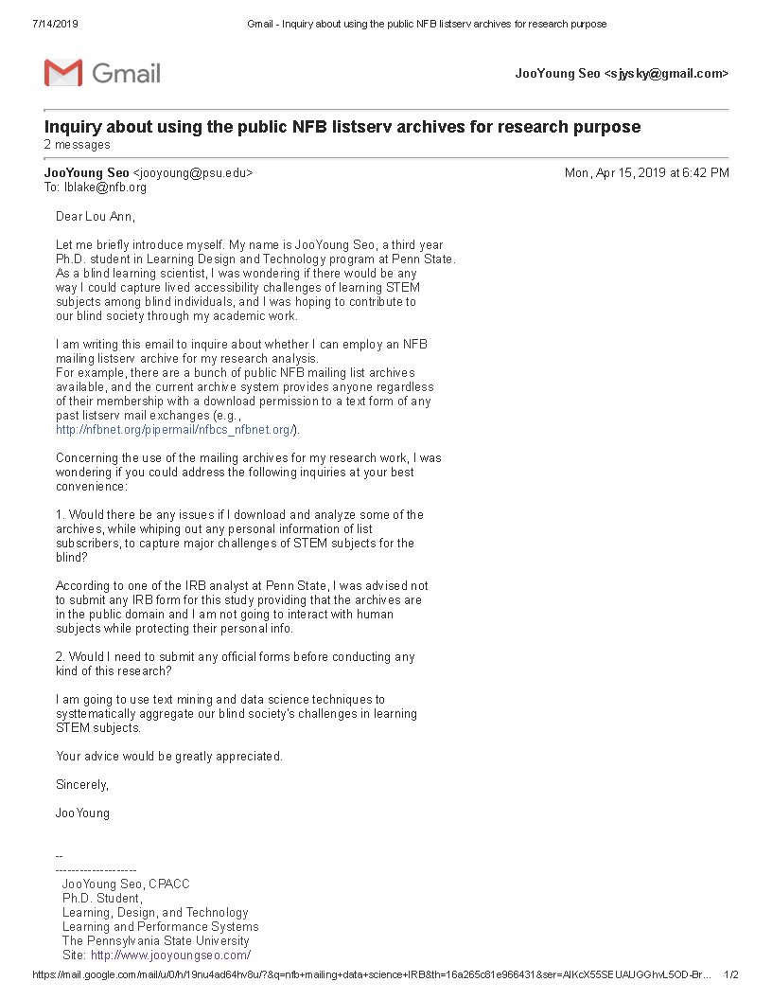 7/14/2019 Gmail - Inquiry about using the public NFB listserv archives for research purpose
Gmail
JooYoung Seo <sjysky@gmail.com>
Inquiry about using the public NFB listserv archives for research purpose
2 messages
JooYoung Seo <jooyoung@psu.edu> Mon, Apr 15, 2019 at 6:42 PM
To: lblake@nfb.org
Dear Lou Ann,
Let me briefly introduce myself. My name is JooYoung Seo, a third year
Ph.D. student in Learning Design and Technology program at Penn State.
As a blind learning scientist, I was wondering if there would be any
way I could capture lived accessibility challenges of learning STEM
subjects among blind individuals, and I was hoping to contribute to
our blind society through my academic work.
I am writing this email to inquire about whether I can employ an NFB
mailing listserv archive for my research analysis.
For example, there are a bunch of public NFB mailing list archives
available, and the current archive system provides anyone regardless
of their membership with a download permission to a text form of any
past listserv mail exchanges (e.g.,
http://nfbnet.org/pipermail/nfbcs_nfbnet.org/).
Concerning the use of the mailing archives for my research work, I was
wondering if you could address the following inquiries at your best
convenience:
1. Would there be any issues if I download and analyze some of the
archives, while whiping out any personal information of list
subscribers, to capture major challenges of STEM subjects for the
blind?
According to one of the IRB analyst at Penn State, I was advised not
to submit any IRB form for this study providing that the archives are
in the public domain and I am not going to interact with human
subjects while protecting their personal info.
2. Would I need to submit any official forms before conducting any
kind of this research?
I am going to use text mining and data science techniques to
systtematically aggregate our blind society's challenges in learning
STEM subjects.
Your advice would be greatly appreciated.
Sincerely,
JooYoung
--
--------------------
JooYoung Seo, CPACC
Ph.D. Student,
Learning, Design, and Technology
Learning and Performance Systems
The Pennsylvania State University
Site: http://www.jooyoungseo.com/
https://mail.google.com/mail/u/0/h/19nu4ad64hv8u/?&q=nfb+mailing+data+science+IRB&th=16a265c81e966431&ser=AIKcX55SEUAUGGhvL5OD-Br... 1/2